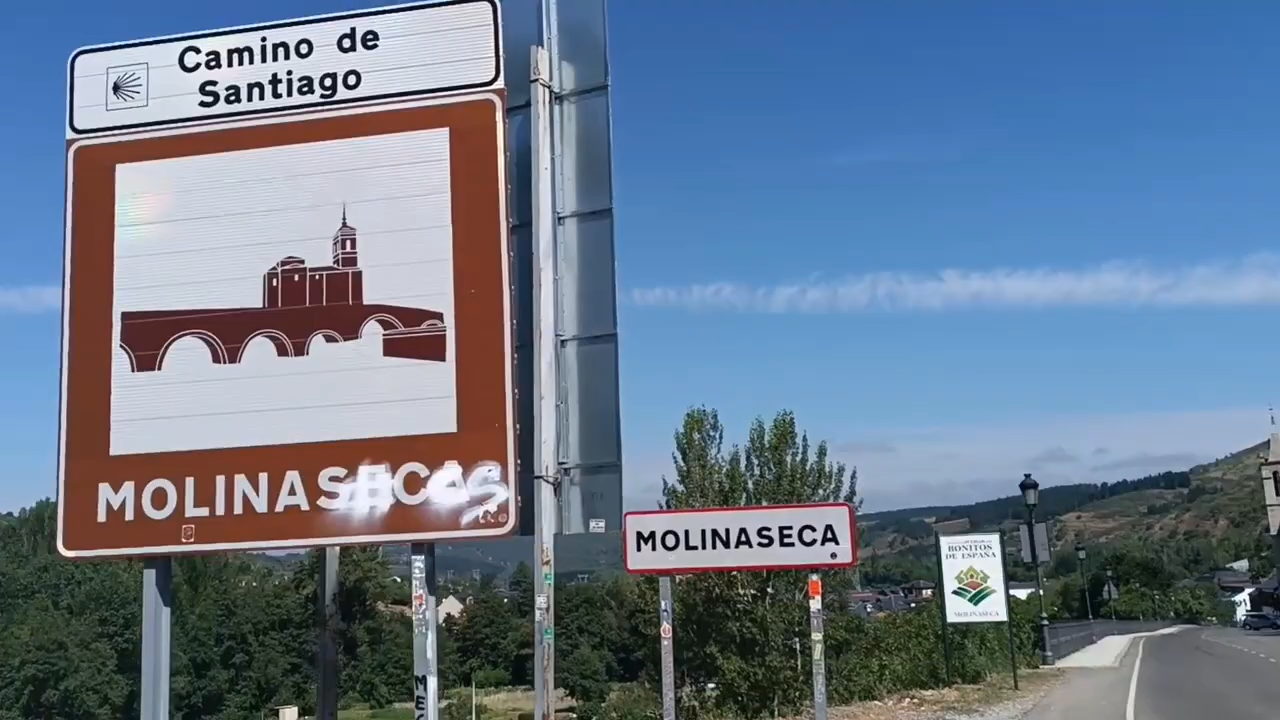 Camino de
Santiago
MOLINASECA
MOLINASECA
BONITOS
DE ESPAÑA
MOLINASECA